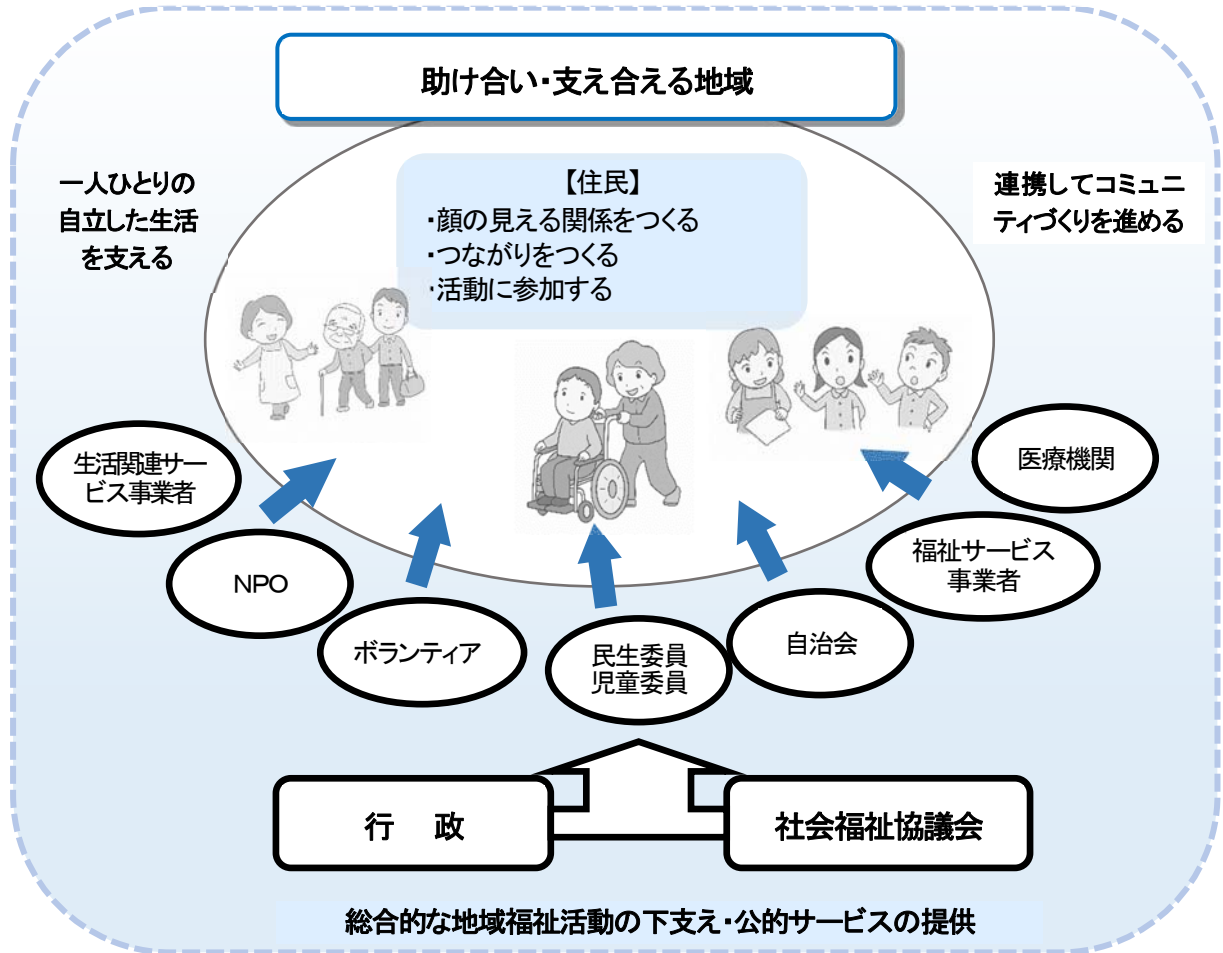 助け合い・支え合える地域
一人ひとりの
自立した生活
を支える
【住民】
・顔の見える関係をつくる
・つながりをつくる
・活動に参加する
連携してコミュニ
ティづくりを進める
生活関連サー
ビス事業者
NPO
ボランティア
民生委員
児童委員
自治会
福祉サービス
事業者
医療機関
行　政
社会福祉協議会
総合的な地域福祉活動の下支え・公的サービスの提供